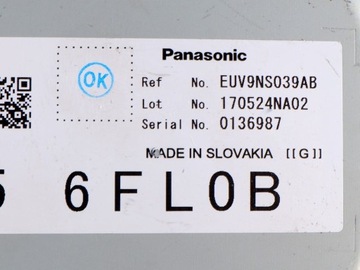 Panasonic
OK
Ref No. EUV9NS039AB
Lot No. 170524NA02
Serial No. 0136987
MADE IN SLOVAKIA [[G]]
6FL0B